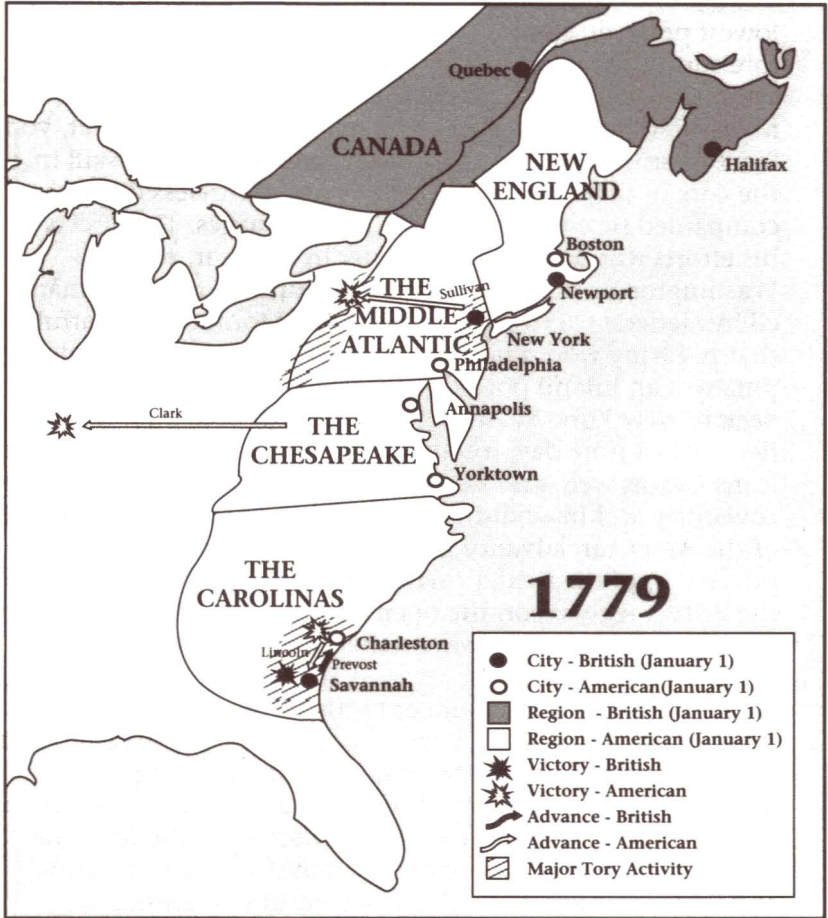 Quebec
CANADA
NEW
ENGLAND
Halifax
Boston
Newport
THE
MIDDLE
ATLANTIC
Sullivan
New York
Philadelphia
Clark
Annapolis
THE
CHESAPEAKE
Yorktown
THE
CAROLINAS
1779
Lincoln
Charleston
Prevost
Savannah
City - British (January 1)
City - American(January 1)
Region - British (January 1)
Region - American (January 1)
Victory - British
Victory - American
Advance - British
Advance - American
Major Tory Activity